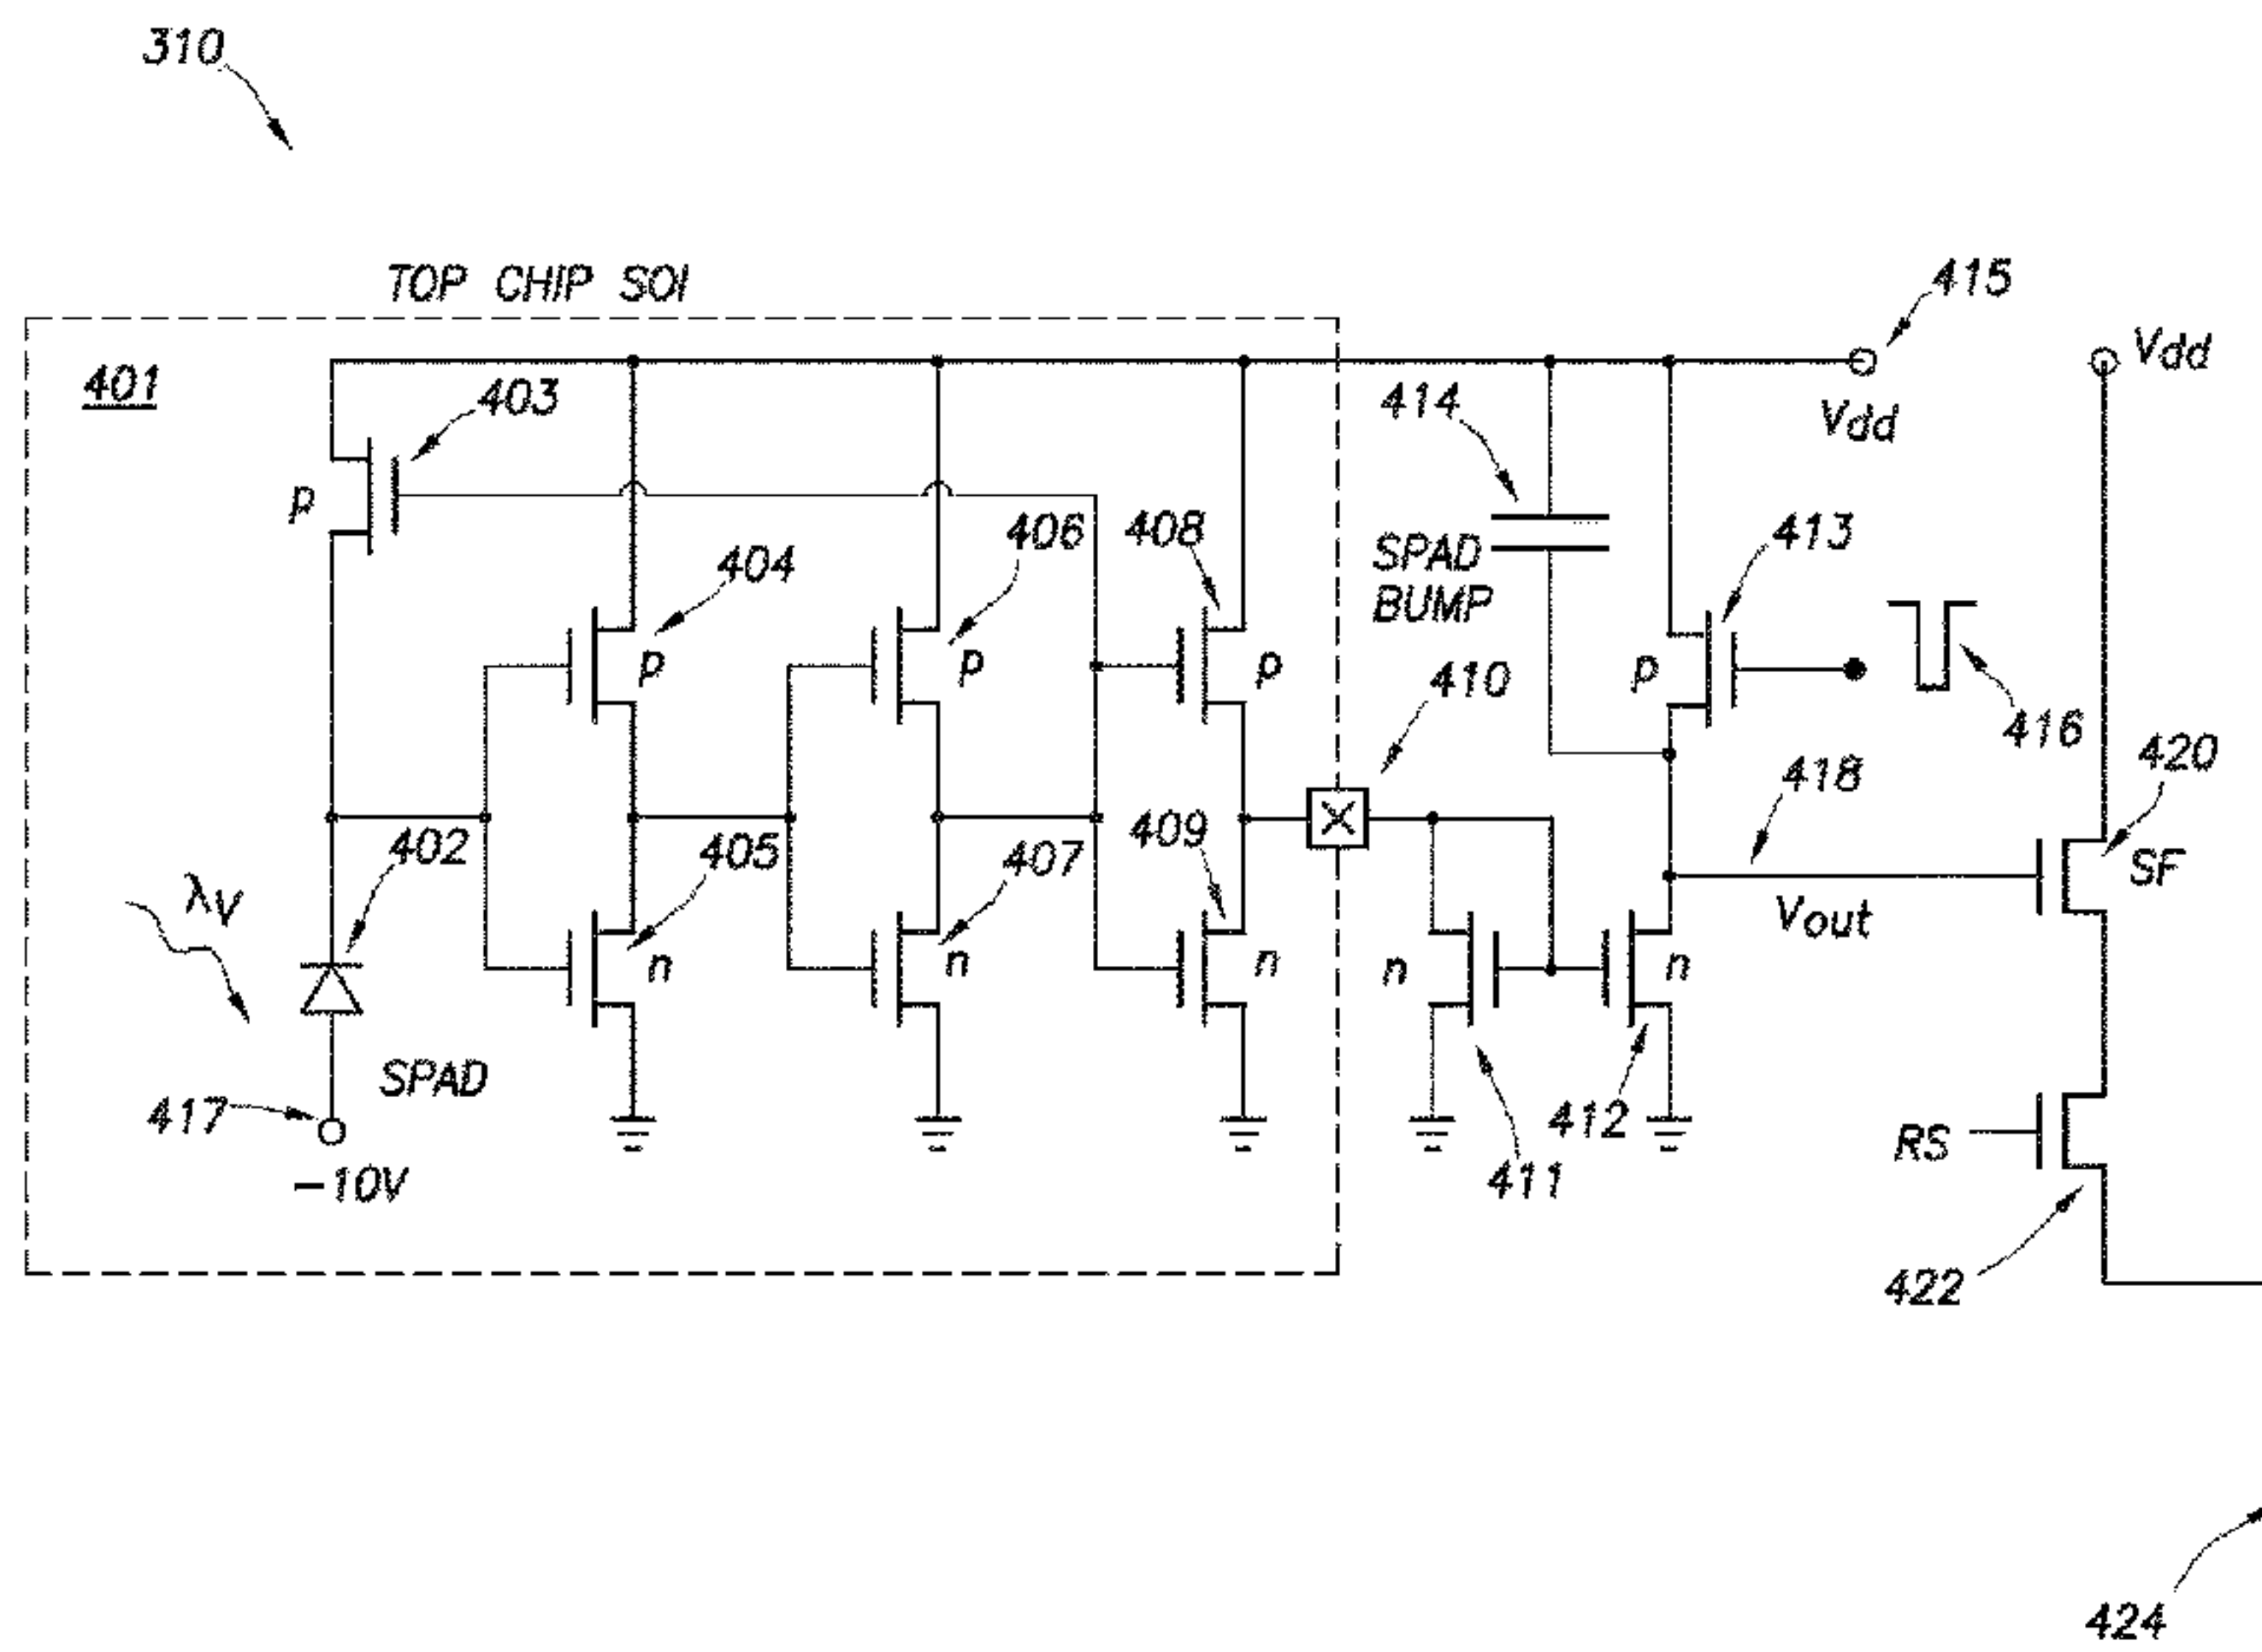 310
TOP CHIP SOI
415
401
403
414
Vdd
Vdd
p
404
406
408
SPAD
BUMP
413
p
p
p
410
p
416
402
405
407
409
418
420
λν
n
n
n
n
n
Vout
SF
SPAD
417
-10V
412
411
RS
422
424